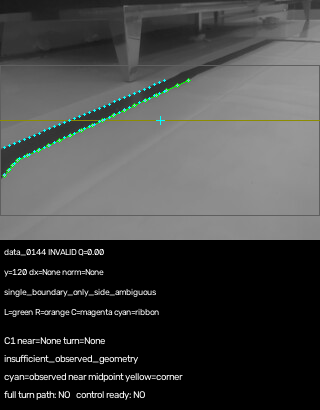 data_0144 INVALID Q=0.00
y=120 dx=None norm=None
single_boundary_only_side_ambiguous
L=green R=orange C=magenta cyan=ribbon
C1 near=None turn=None
insufficient_observed_geometry
cyan=observed near midpoint yellow=corner
full turn path: NO control ready: NO